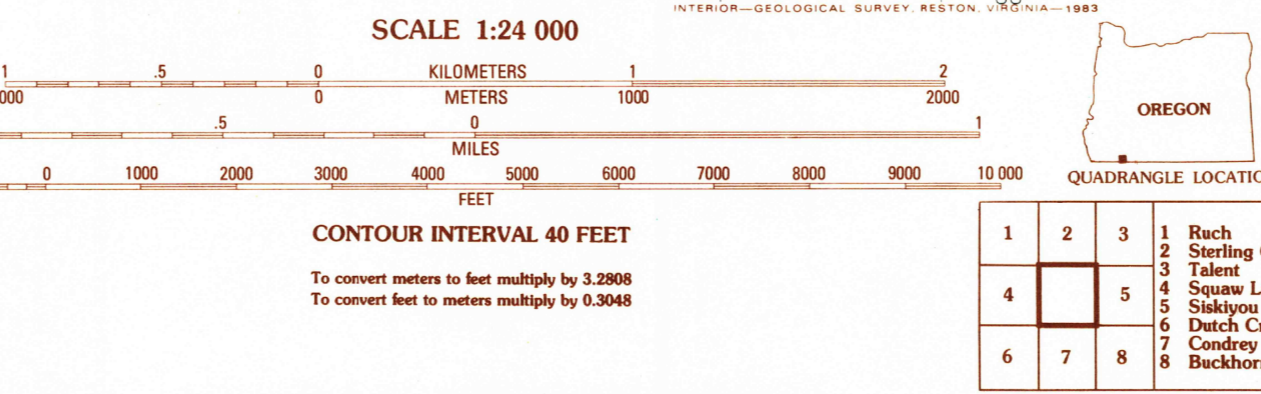 INTERIOR—GEOLOGICAL SURVEY, RESTON, VIRGINIA—1983
SCALE 1:24 000
1 .5 0 KILOMETERS 1 2
000 0 METERS 1000 2000
.5 0 1
MILES
0 1000 2000 3000 4000 5000 6000 7000 8000 9000 10 000
FEET
CONTOUR INTERVAL 40 FEET
To convert meters to feet multiply by 3.2808
To convert feet to meters multiply by 0.3048
OREGON
QUADRANGLE
1 2 3
4 5
6 7 8
1 Ruch
2 Sterling
3 Talent
4 Squaw
5 Siskiyou
6 Dutch
7 Condrey
8